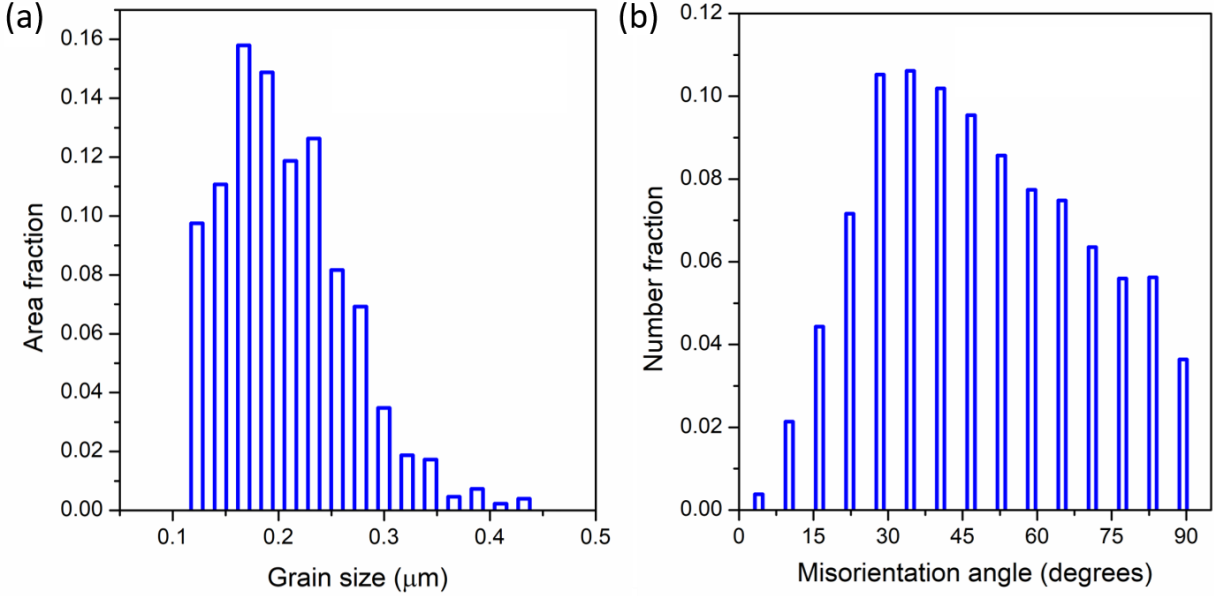 (a)
0.16
0.14
0.12
0.10
0.08
0.06
0.04
0.02
0.00
Area fraction
0.1 0.2 0.3 0.4 0.5
Grain size (μm)
(b)
0.12
0.10
0.08
0.06
0.04
0.02
0.00
Number fraction
0 15 30 45 60 75 90
Misorientation angle (degrees)